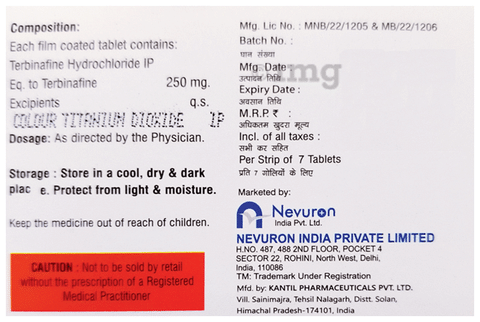 Composition:
Each film coated tablet contains:
Terbinafine Hydrochloride IP
Eq. to Terbinafine 250 mg.
Excipients q.s.
COLOUR TITANIUM DIOXIDE IP
Dosage: As directed by the Physician.
Storage : Store in a cool, dry & dark
plac e. Protect from light & moisture.
Keep the medicine out of reach of children.
CAUTION : Not to be sold by retail
without the prescription of a Registered
Medical Practitioner
Mfg. Lic No. : MNB/22/1205 & MB/22/1206
Batch No. :
घान संख्या
Mfg. Date :
उत्पादन तिथि
Expiry Date :
अवसान तिथि
M.R.P. ₹ :
अधिकतम खुदरा मूल्य
Incl. of all taxes :
सभी कर सहित
Per Strip of 7 Tablets
प्रति 7 गोलियों के लिए
Marketed by:
Nevuron
India Pvt. Ltd.
NEVURON INDIA PRIVATE LIMITED
H.NO. 487, 488 2ND FLOOR, POCKET 4
SECTOR 22, ROHINI, North West, Delhi,
India, 110086
TM: Trademark Under Registration
Mfd. by: KANTIL PHARMACEUTICALS PVT. LTD.
Vill. Sainimajra, Tehsil Nalagarh, Distt. Solan,
Himachal Pradesh-174101, India